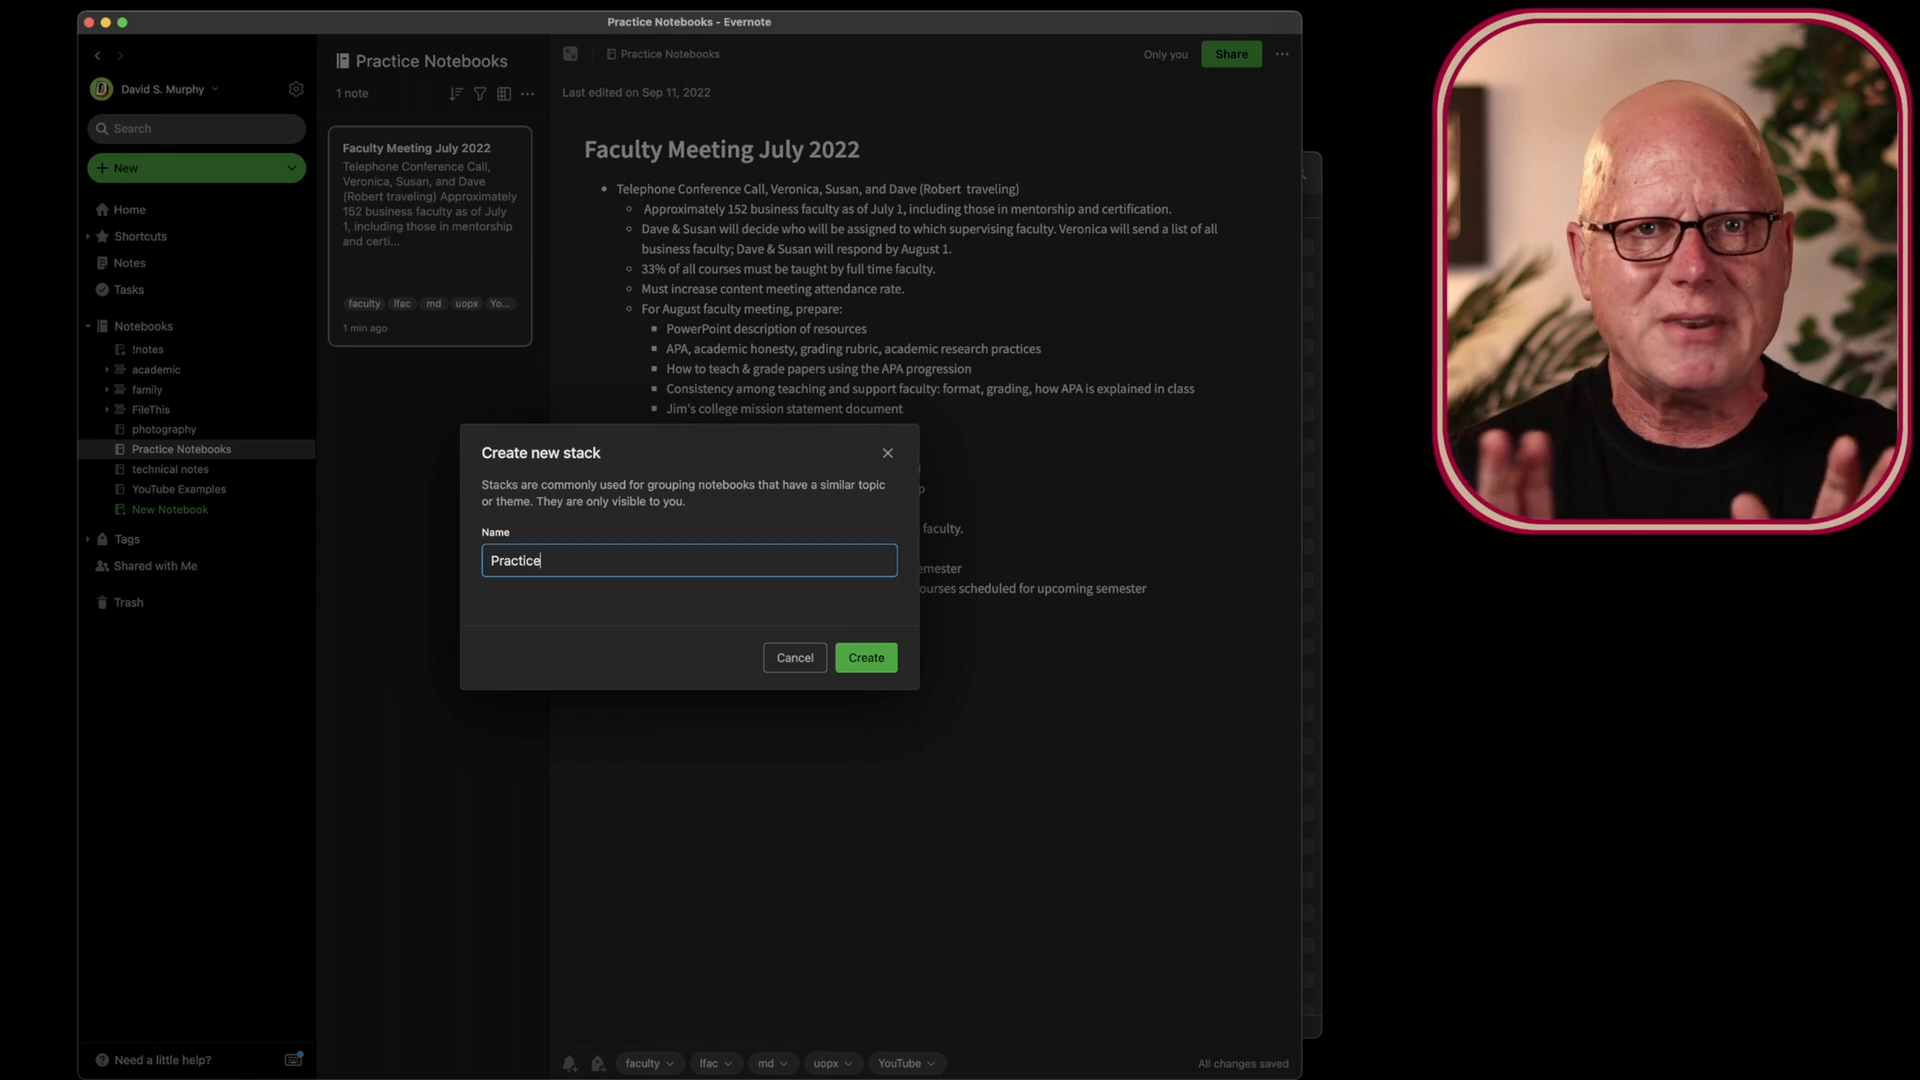 Practice Notebooks - Evernote
David S. Murphy
Search
New
Home
Shortcuts
Notes
Tasks
Notebooks
!notes
academic
family
FileThis
photography
Practice Notebooks
technical notes
YouTube Examples
New Notebook
Tags
Shared with Me
Trash
Need a little help?
Practice Notebooks
1 note
Faculty Meeting July 2022
Telephone Conference Call,
Veronica, Susan, and Dave
(Robert traveling) Approximately
152 business faculty as of July
1, including those in mentorship
and certi...
faculty lfac md uopx Yo...
1 min ago
Practice Notebooks
Only you
Share
Last edited on Sep 11, 2022
Faculty Meeting July 2022
Telephone Conference Call, Veronica, Susan, and Dave (Robert traveling)
Approximately 152 business faculty as of July 1, including those in mentorship and certification.
Dave & Susan will decide who will be assigned to which supervising faculty. Veronica will send a list of all
business faculty; Dave & Susan will respond by August 1.
33% of all courses must be taught by full time faculty.
Must increase content meeting attendance rate.
For August faculty meeting, prepare:
PowerPoint description of resources
APA, academic honesty, grading rubric, academic research practices
How to teach & grade papers using the APA progression
Consistency among teaching and support faculty: format, grading, how APA is explained in class
Jim's college mission statement document
faculty.
emester
ourses scheduled for upcoming semester
Create new stack
Stacks are commonly used for grouping notebooks that have a similar topic
or theme. They are only visible to you.
Name
Practice
Cancel
Create
faculty lfac md uopx YouTube
All changes saved